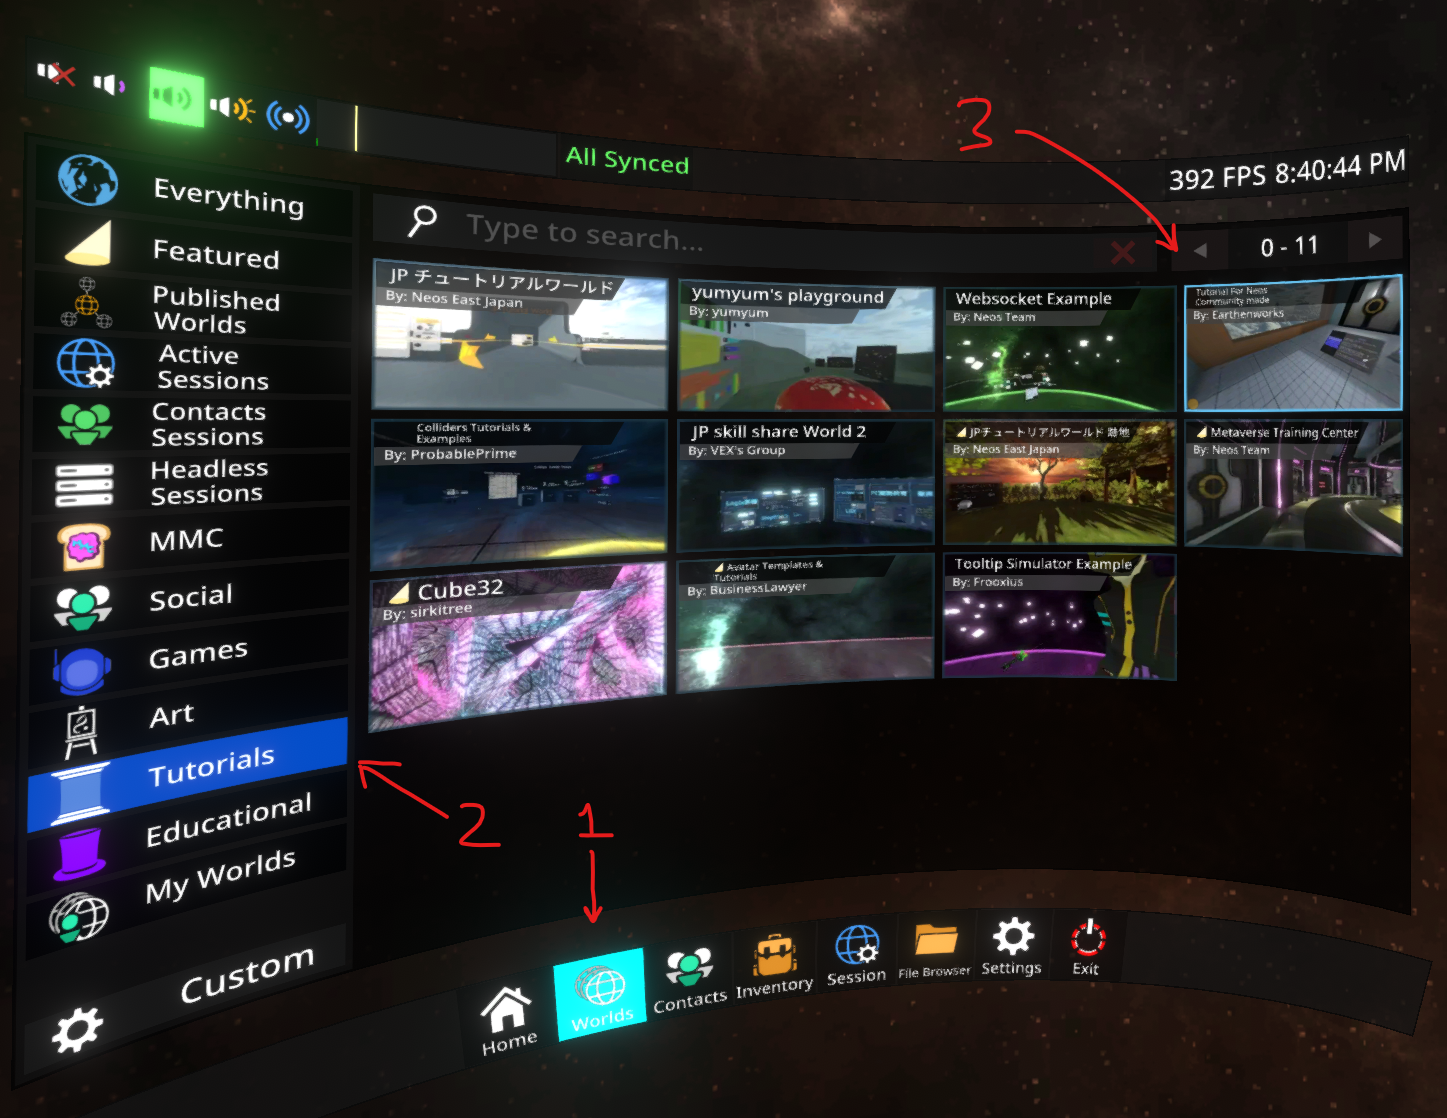 3
All Synced
392 FPS 8:40:44 PM
Everything
Featured
Published
Worlds
Active
Sessions
Contacts
Sessions
Headless
Sessions
MMC
Social
Games
Art
Tutorials
Educational
My Worlds
Custom
Type to search...
0 - 11
JP チュートリアルワールド
By: Neos East Japan
yumyum's playground
By: yumyum
Websocket Example
By: Neos Team
Tutorial For Neos
Community made
By: Earthenworks
Colliders Tutorials &
Examples
By: ProbablePrime
JP skill share World 2
By: VEX's Group
JPチュートリアルワールド 跡地
By: Neos East Japan
Metaverse Training Center
By: Neos Team
Cube32
By: sirkitree
Avatar Templates &
Tutorials
By: BusinessLawyer
Tooltip Simulator Example
By: Frooxius
2
1
Home
Worlds
Contacts
Inventory
Session
File Browser
Settings
Exit